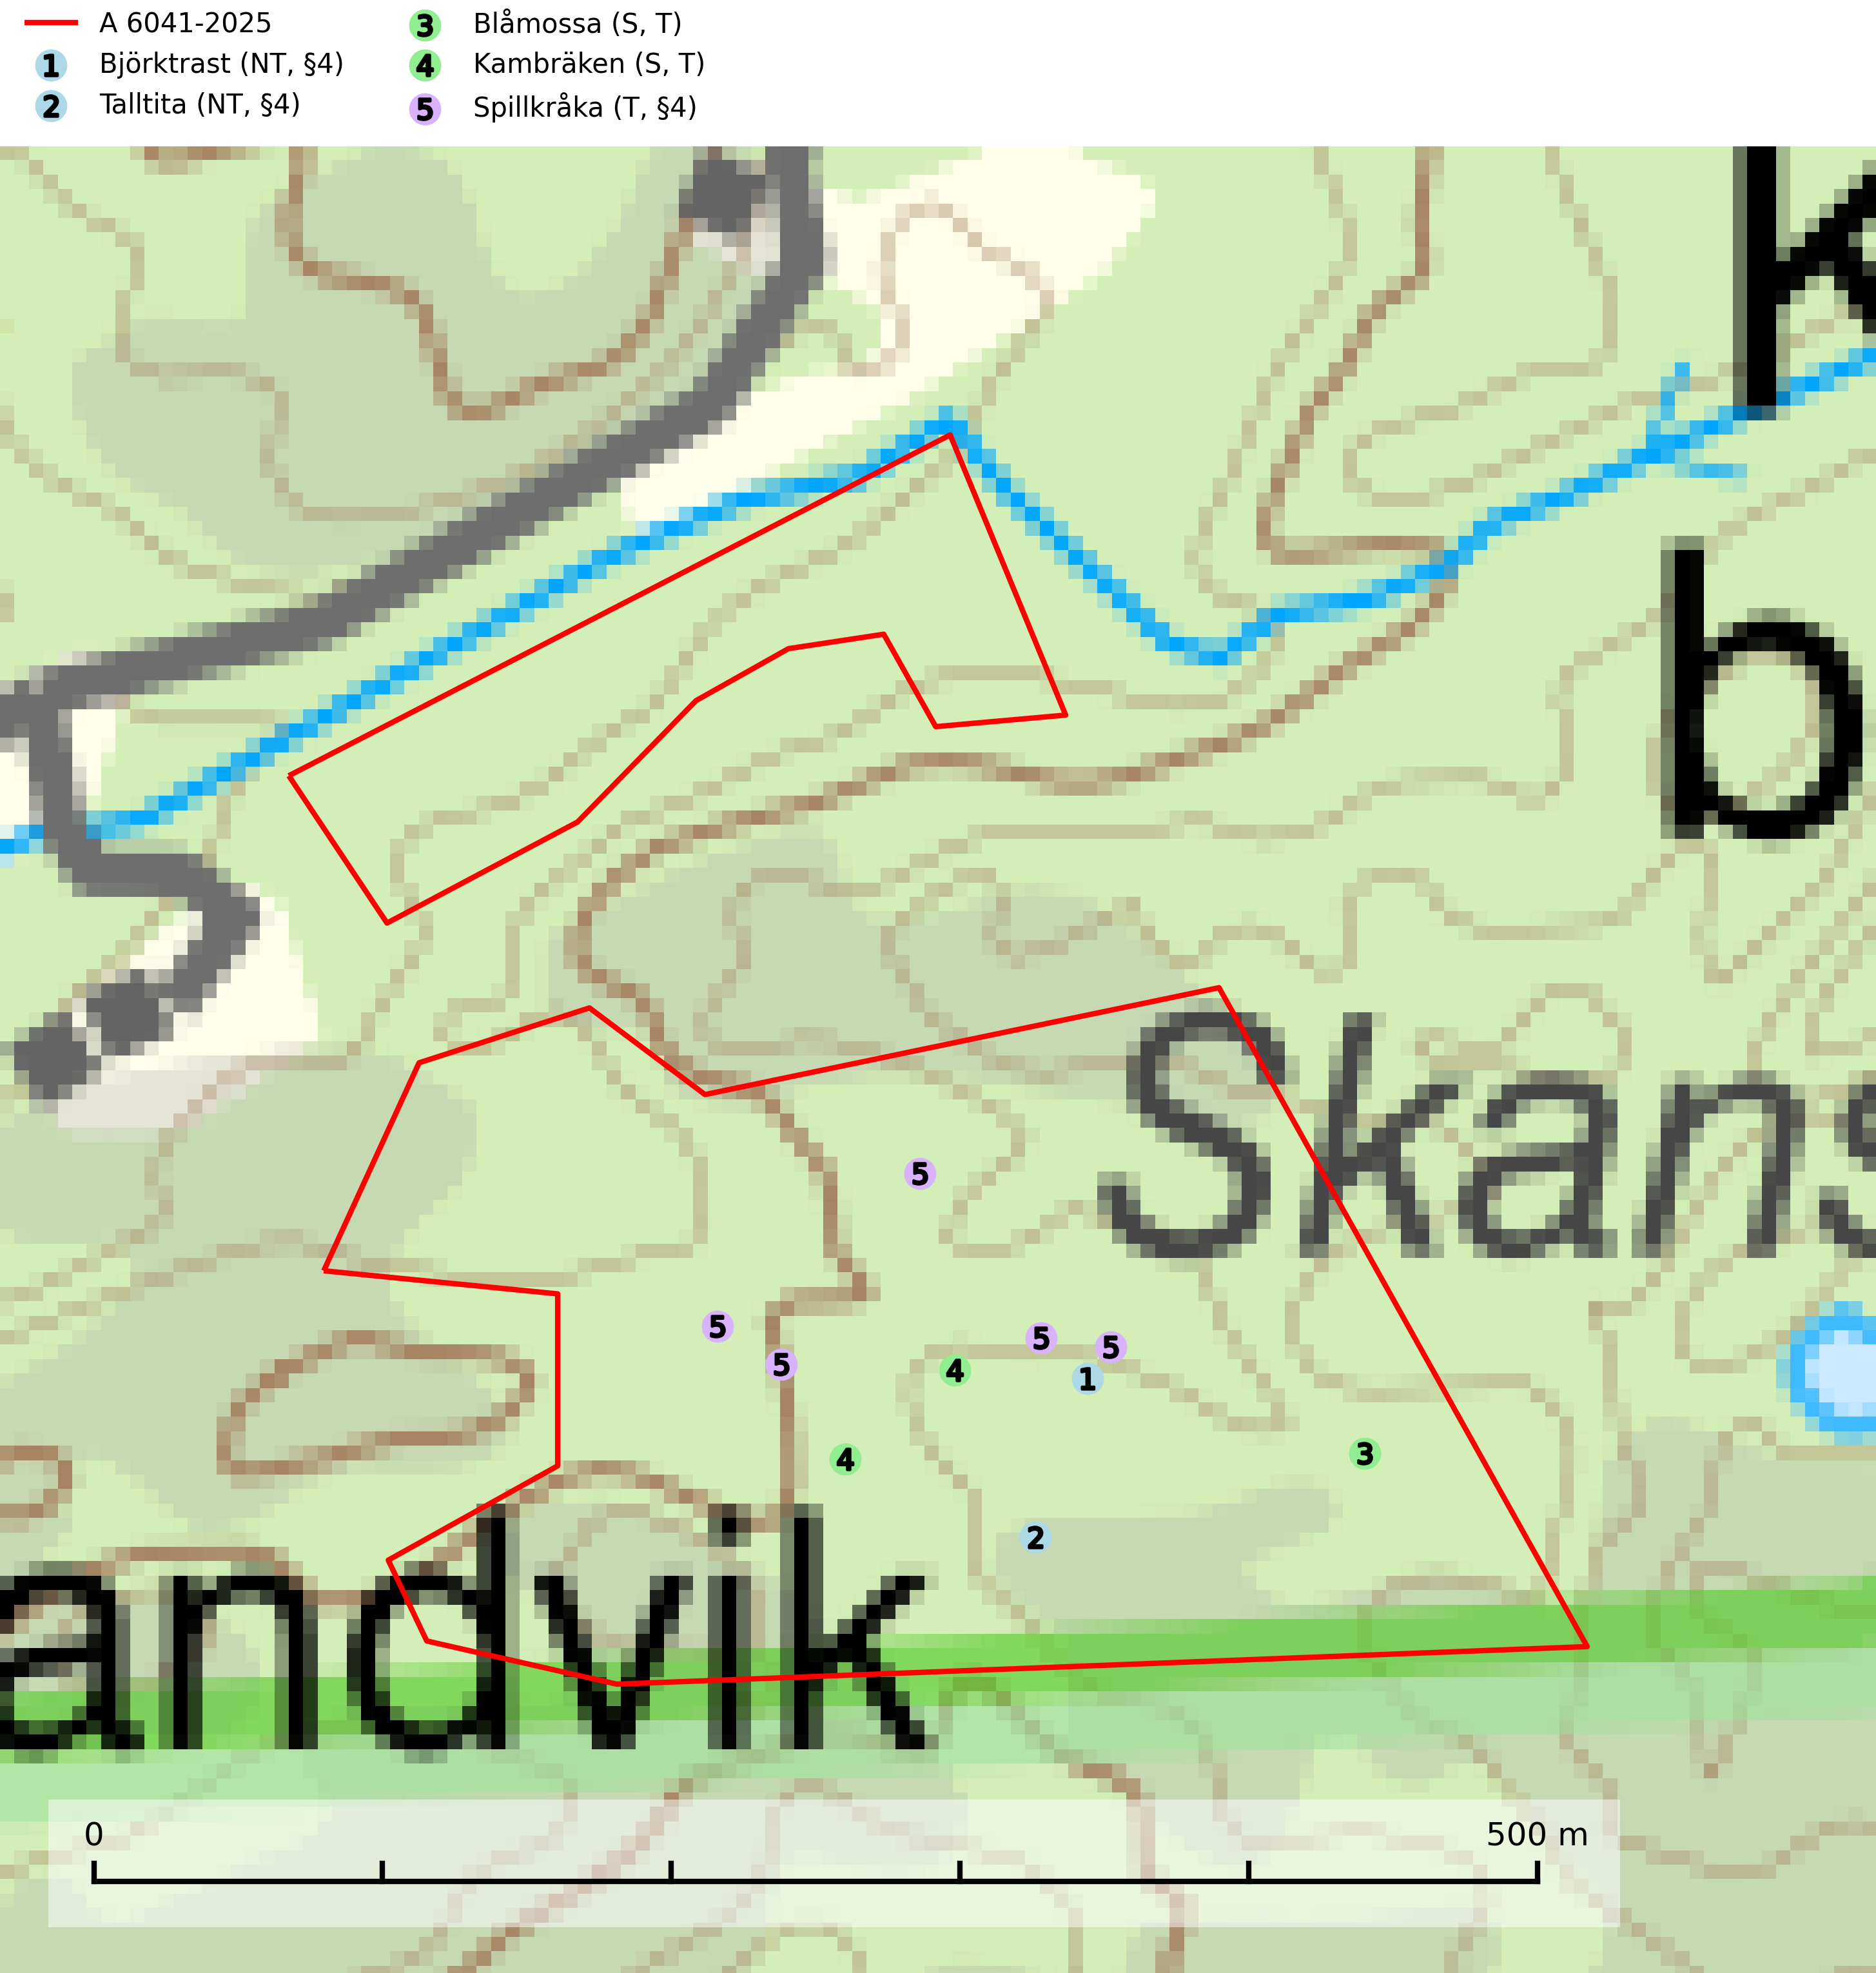 A 6041-2025
1 Björktrast (NT, §4)
2 Talltita (NT, §4)
3 Blåmossa (S, T)
4 Kambräken (S, T)
5 Spillkråka (T, §4)
k
b
Skans
5
5
5
5
5
4
1
4
3
2
andvik
0 500 m